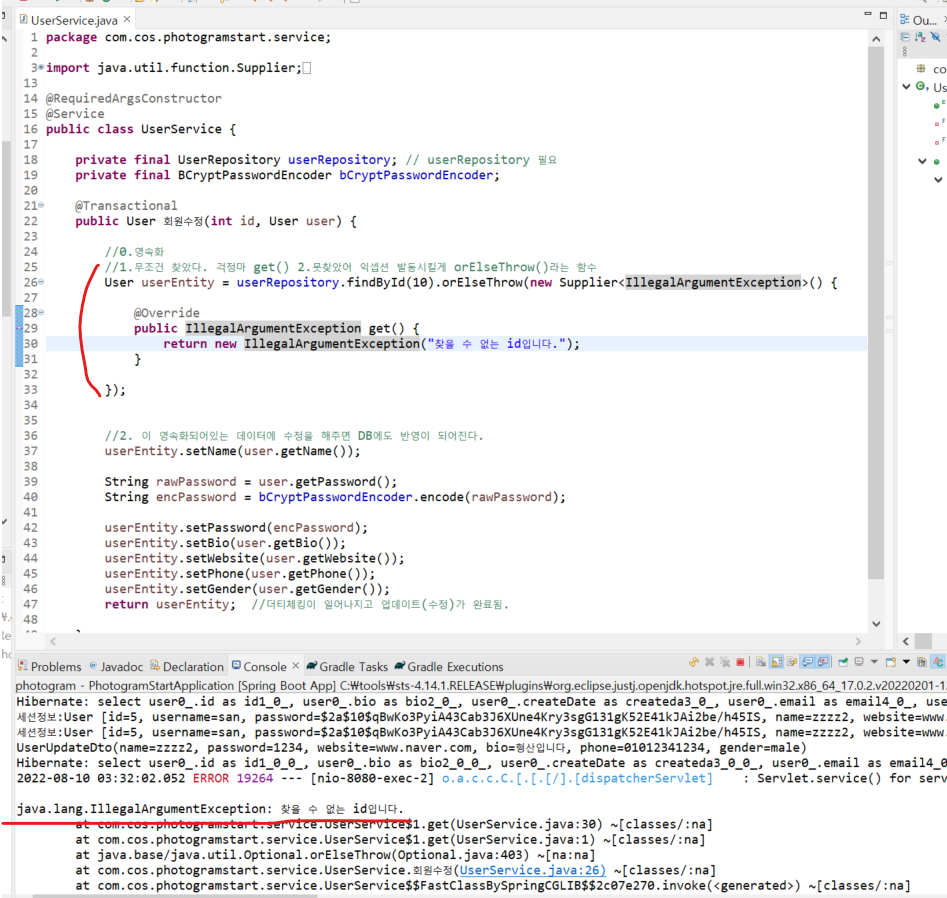 UserService.java
Ou...
1 package com.cos.photogramstart.service;
2
3 import java.util.function.Supplier;
13
14 @RequiredArgsConstructor
15 @Service
16 public class UserService {
17
18 private final UserRepository userRepository; // userRepository 필요
19 private final BCryptPasswordEncoder bCryptPasswordEncoder;
20
21 @Transactional
22 public User 회원수정(int id, User user) {
23
24 //0.영속화
25 //1.무조건 찾았다. 걱정마 get() 2.못찾았어 익셉션 발동시킬게 orElseThrow()라는 함수
26 User userEntity = userRepository.findById(10).orElseThrow(new Supplier<IllegalArgumentException>() {
27
28 @Override
29 public IllegalArgumentException get() {
30 return new IllegalArgumentException("찾을 수 없는 id입니다.");
31 }
32
33 });
34
35
36 //2. 이 영속화되어있는 데이터에 수정을 해주면 DB에도 반영이 되어진다.
37 userEntity.setName(user.getName());
38
39 String rawPassword = user.getPassword();
40 String encPassword = bCryptPasswordEncoder.encode(rawPassword);
41
42 userEntity.setPassword(encPassword);
43 userEntity.setBio(user.getBio());
44 userEntity.setWebsite(user.getWebsite());
45 userEntity.setPhone(user.getPhone());
46 userEntity.setGender(user.getGender());
47 return userEntity; //더티체킹이 일어나지고 업데이트(수정)가 완료됨.
48
co
Us
Problems Javadoc Declaration Console Gradle Tasks Gradle Executions
photogram - PhotogramStartApplication [Spring Boot App] C:₩tools₩sts-4.14.1.RELEASE₩plugins₩org.eclipse.justj.openjdk.hotspot.jre.full.win32.x86_64_17.0.2.v20220201-1
Hibernate: select user0_.id as id1_0_, user0_.bio as bio2_0_, user0_.createDate as createda3_0_, user0_.email as email4_0_, use
세션정보:User [id=5, username=san, password=$2a$10$qBwKo3PyiA43Cab3J6XUne4Kry3sgG131gK52E41kJAi2be/h45IS, name=zzzz2, website=www.
세션정보:User [id=5, username=san, password=$2a$10$qBwKo3PyiA43Cab3J6XUne4Kry3sgG131gK52E41kJAi2be/h45IS, name=zzzz2, website=www.
UserUpdateDto(name=zzzz2, password=1234, website=www.naver.com, bio=형산입니다, phone=01012341234, gender=male)
Hibernate: select user0_.id as id1_0_0_, user0_.bio as bio2_0_0_, user0_.createDate as createda3_0_0_, user0_.email as email4_0
2022-08-10 03:32:02.052 ERROR 19264 --- [nio-8080-exec-2] o.a.c.c.C.[.[.[/].[dispatcherServlet] : Servlet.service() for serv
java.lang.IllegalArgumentException: 찾을 수 없는 id입니다.
at com.cos.photogramstart.service.UserService$1.get(UserService.java:30) ~[classes/:na]
at com.cos.photogramstart.service.UserService$1.get(UserService.java:1) ~[classes/:na]
at java.base/java.util.Optional.orElseThrow(Optional.java:403) ~[na:na]
at com.cos.photogramstart.service.UserService.회원수정(UserService.java:26) ~[classes/:na]
at com.cos.photogramstart.service.UserService$$FastClassBySpringCGLIB$$2c07e270.invoke(<generated>) ~[classes/:na]